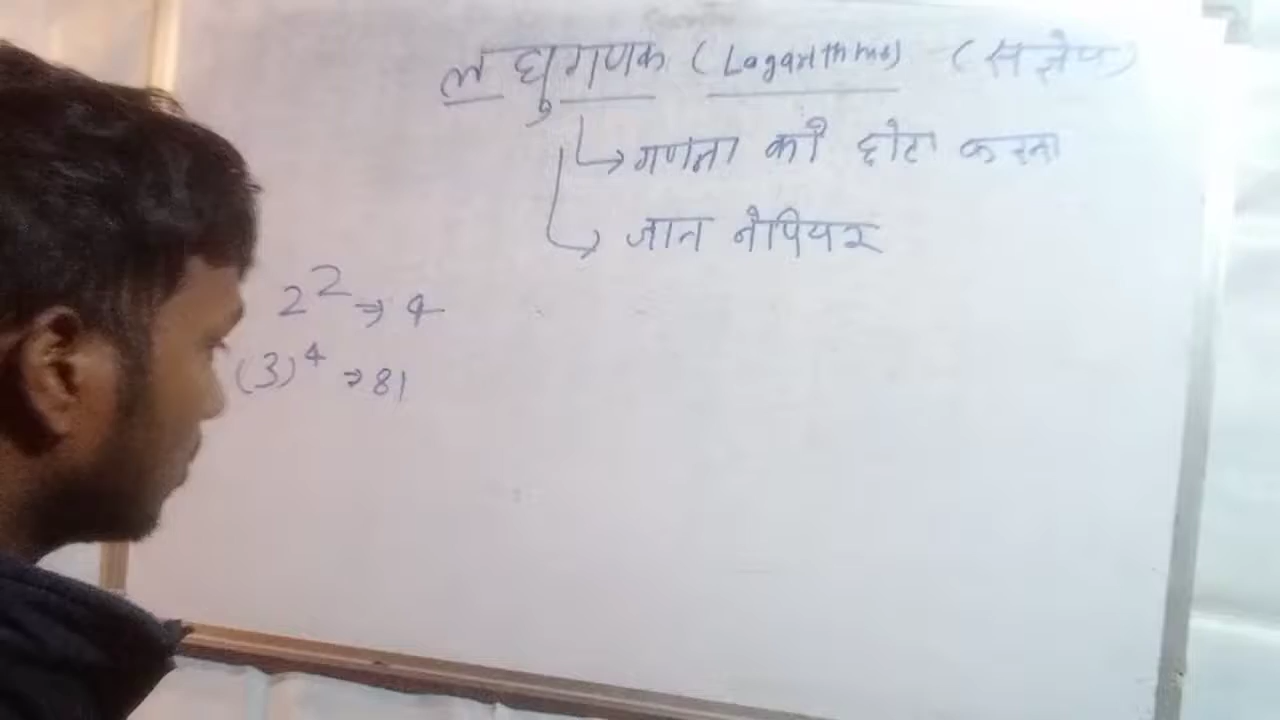 लघुगणक (Logarithms) (संक्षेप)
गणना को छोटा करना
जान नेपियर
2² → 4
(3)⁴ → 81